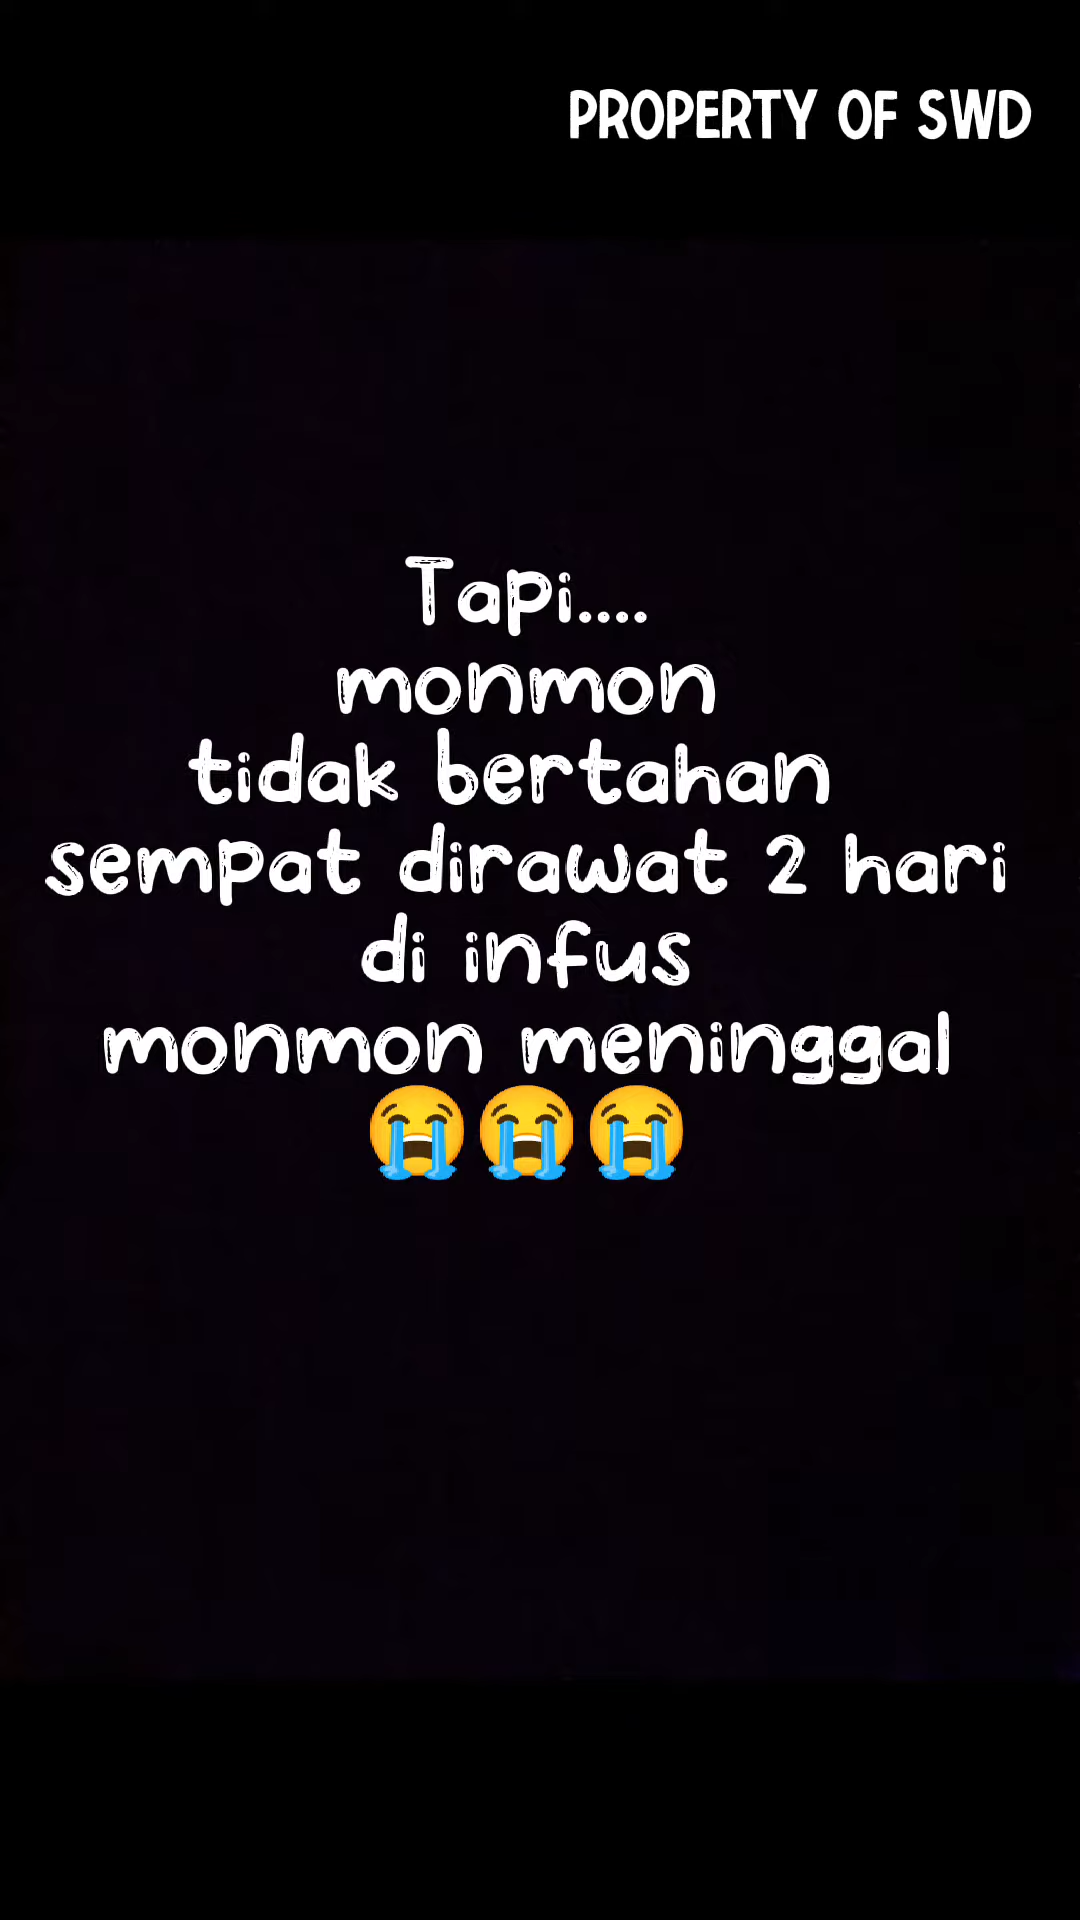 PROPERTY OF SWD
Tapi....
monmon
tidak bertahan
sempat dirawat 2 hari
di infus
monmon meninggal
😭😭😭